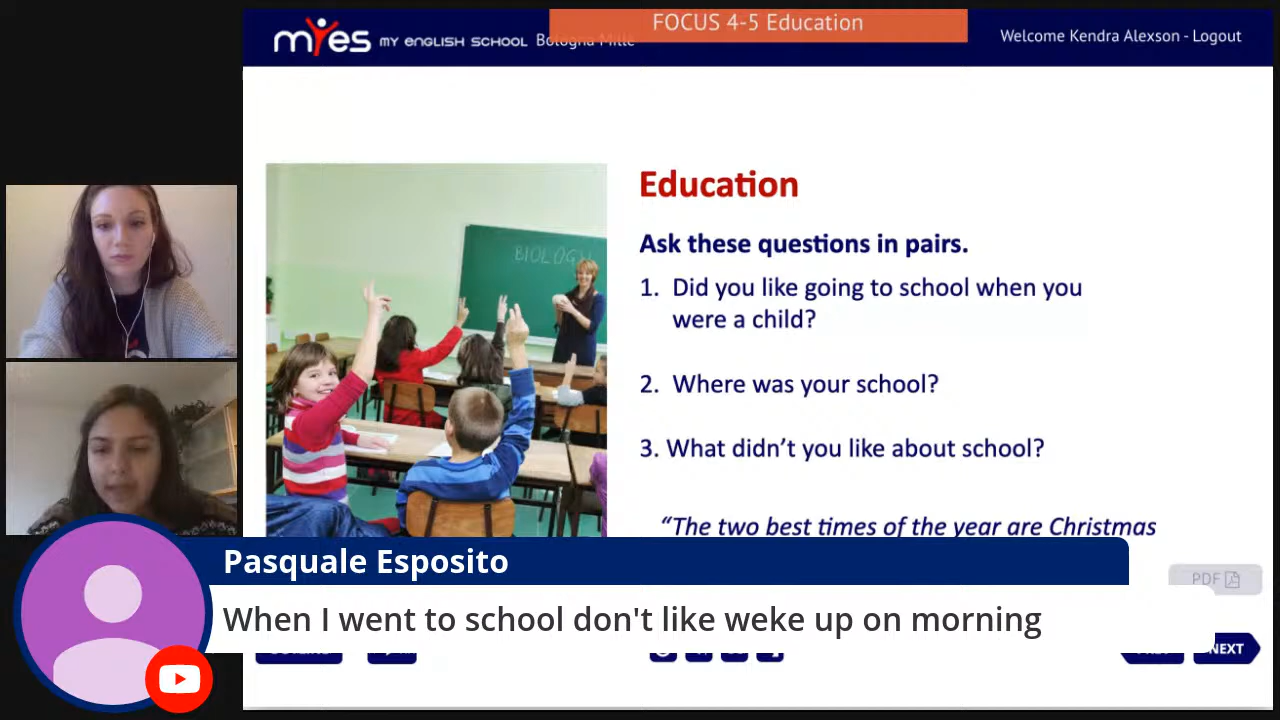 FOCUS 4-5 Education
myes MY ENGLISH SCHOOL Bologna Mille
Welcome Kendra Alexson - Logout
BIOLOGY
Education
Ask these questions in pairs.
1. Did you like going to school when you
were a child?
2. Where was your school?
3. What didn't you like about school?
“The two best times of the year are Christmas
PDF
Pasquale Esposito
When I went to school don't like weke up on morning
NEXT